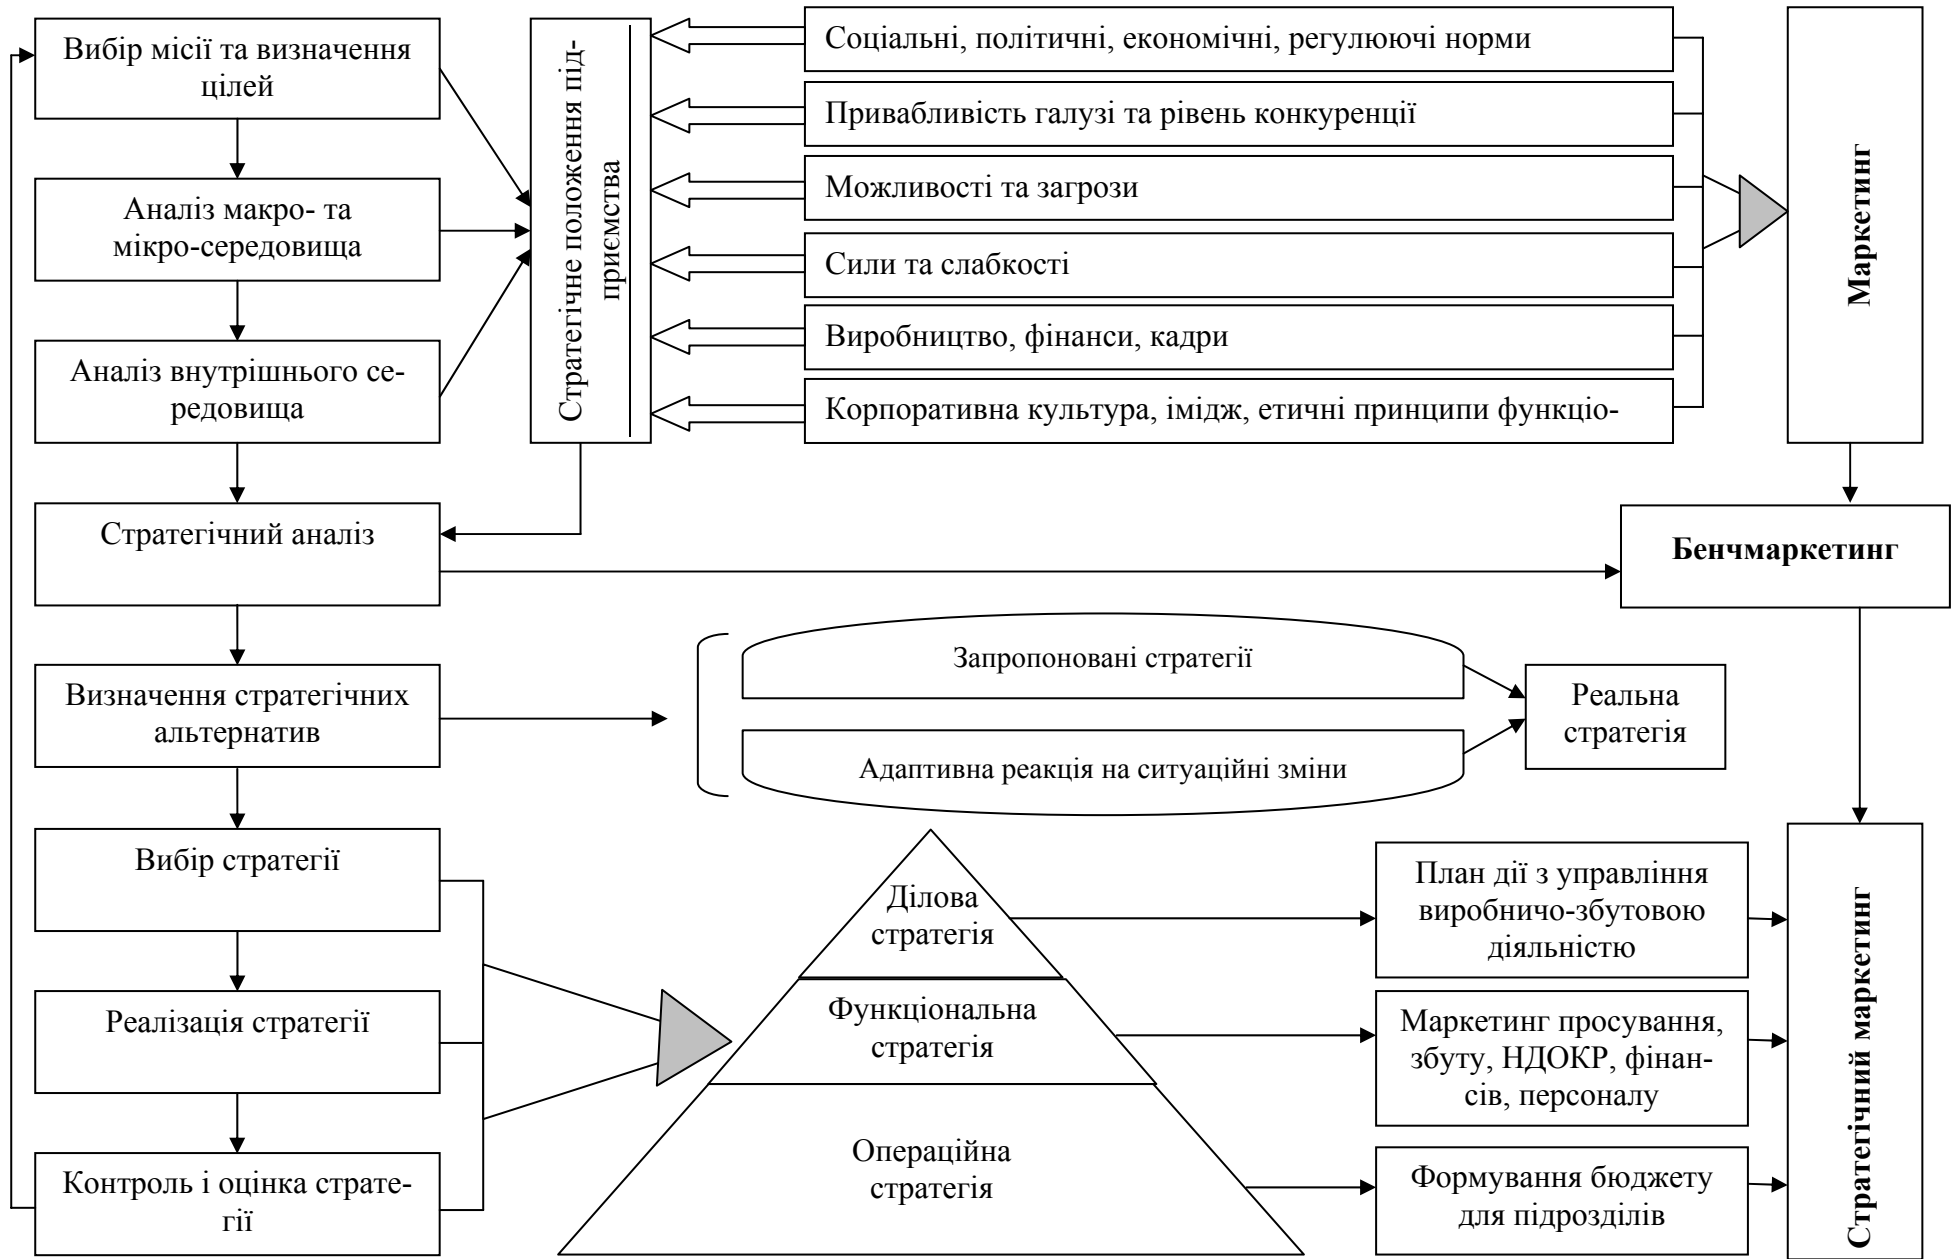 Вибір місії та визначення
цілей
Аналіз макро- та
мікро-середовища
Аналіз внутрішнього се-
редовища
Стратегічний аналіз
Визначення стратегічних
альтернатив
Вибір стратегії
Реалізація стратегії
Контроль і оцінка страте-
гії
Стратегічне положення під-
приємства
Соціальні, політичні, економічні, регулюючі норми
Привабливість галузі та рівень конкуренції
Можливості та загрози
Сили та слабкості
Виробництво, фінанси, кадри
Корпоративна культура, імідж, етичні принципи функціо-
Маркетинг
Бенчмаркетинг
Запропоновані стратегії
Адаптивна реакція на ситуаційні зміни
Реальна
стратегія
Ділова
стратегія
Функціональна
стратегія
Операційна
стратегія
План дії з управління
виробничо-збутовою
діяльністю
Маркетинг просування,
збуту, НДОКР, фінан-
сів, персоналу
Формування бюджету
для підрозділів
Стратегічний маркетинг